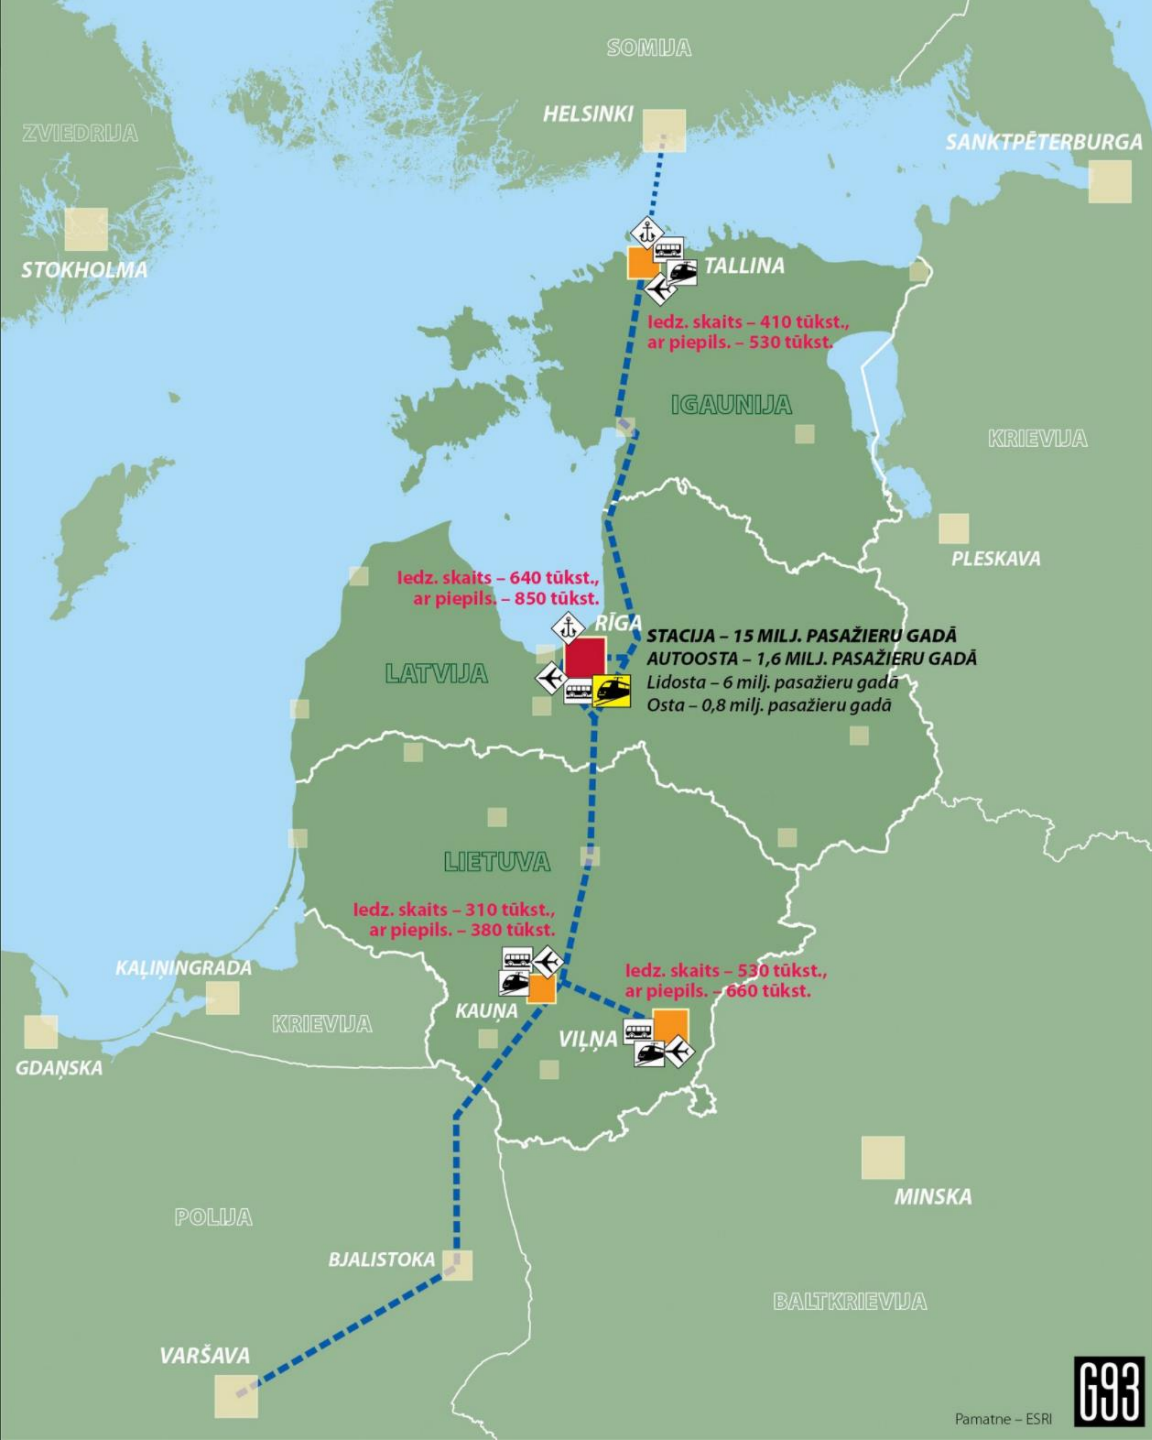 SOMIJA
HELSINKI
ZVIEDRIJA
SANKTPĒTERBURGA
STOKHOLMA
TALLINA
Iedz. skaits – 410 tūkst.,
ar piepils. – 530 tūkst.
IGAUNIJA
KRIEVIJA
PLESKAVA
Iedz. skaits – 640 tūkst.,
ar piepils. – 850 tūkst.
RĪGA
STACIJA – 15 MILJ. PASAŽIERU GADĀ
AUTOOSTA – 1,6 MILJ. PASAŽIERU GADĀ
Lidosta – 6 milj. pasažieru gadā
Osta – 0,8 milj. pasažieru gadā
LATVIJA
LIETUVA
Iedz. skaits – 310 tūkst.,
ar piepils. – 380 tūkst.
KAĻIŅINGRADA
Iedz. skaits – 530 tūkst.,
ar piepils. – 660 tūkst.
KAUŅA
KRIEVIJA
VIĻŅA
GDAŅSKA
MINSKA
POLIJA
BJALISTOKA
BALTKRIEVIJA
VARŠAVA
G93
Pamatne – ESRI